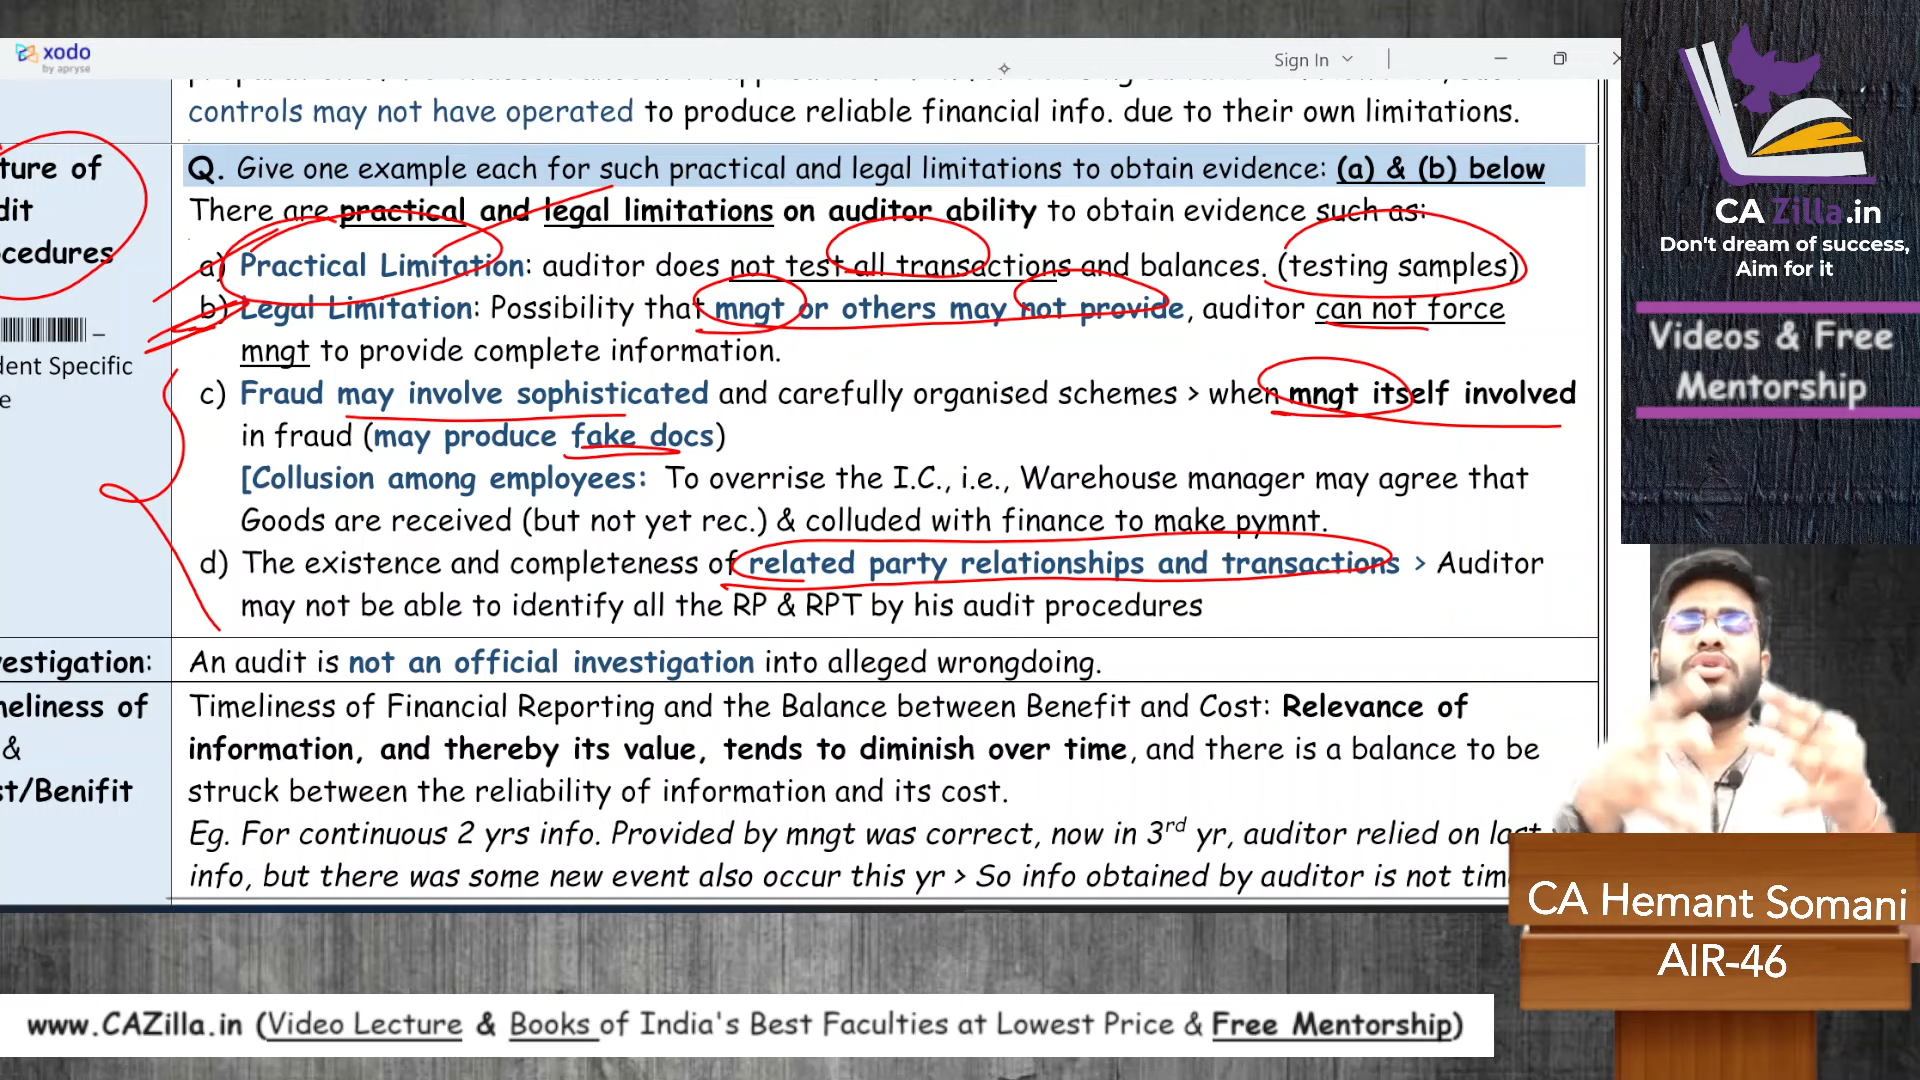 xodo
by apryse
Sign In
controls may not have operated to produce reliable financial info. due to their own limitations.
ture of
dit
cedures
dent Specific
e
Q. Give one example each for such practical and legal limitations to obtain evidence: (a) & (b) below
There are practical and legal limitations on auditor ability to obtain evidence such as:
a) Practical Limitation: auditor does not test all transactions and balances. (testing samples)
b) Legal Limitation: Possibility that mngt or others may not provide, auditor can not force
mngt to provide complete information.
c) Fraud may involve sophisticated and carefully organised schemes > when mngt itself involved
in fraud (may produce fake docs)
[Collusion among employees: To overrise the I.C., i.e., Warehouse manager may agree that
Goods are received (but not yet rec.) & colluded with finance to make pymnt.
d) The existence and completeness of related party relationships and transactions > Auditor
may not be able to identify all the RP & RPT by his audit procedures
vestigation: An audit is not an official investigation into alleged wrongdoing.
neliness of
&
st/Benifit
Timeliness of Financial Reporting and the Balance between Benefit and Cost: Relevance of
information, and thereby its value, tends to diminish over time, and there is a balance to be
struck between the reliability of information and its cost.
Eg. For continuous 2 yrs info. Provided by mngt was correct, now in 3rd yr, auditor relied on last
info, but there was some new event also occur this yr > So info obtained by auditor is not tim
CA Zilla.in
Don't dream of success,
Aim for it
Videos & Free
Mentorship
CA Hemant Somani
AIR-46
www.CAZilla.in (Video Lecture & Books of India's Best Faculties at Lowest Price & Free Mentorship)